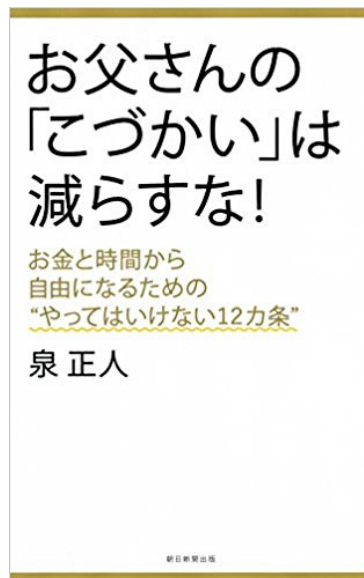 お父さんの
「こづかい」は
減らすな!
お金と時間から
自由になるための
“やってはいけない12カ条”
泉 正人
朝日新聞出版